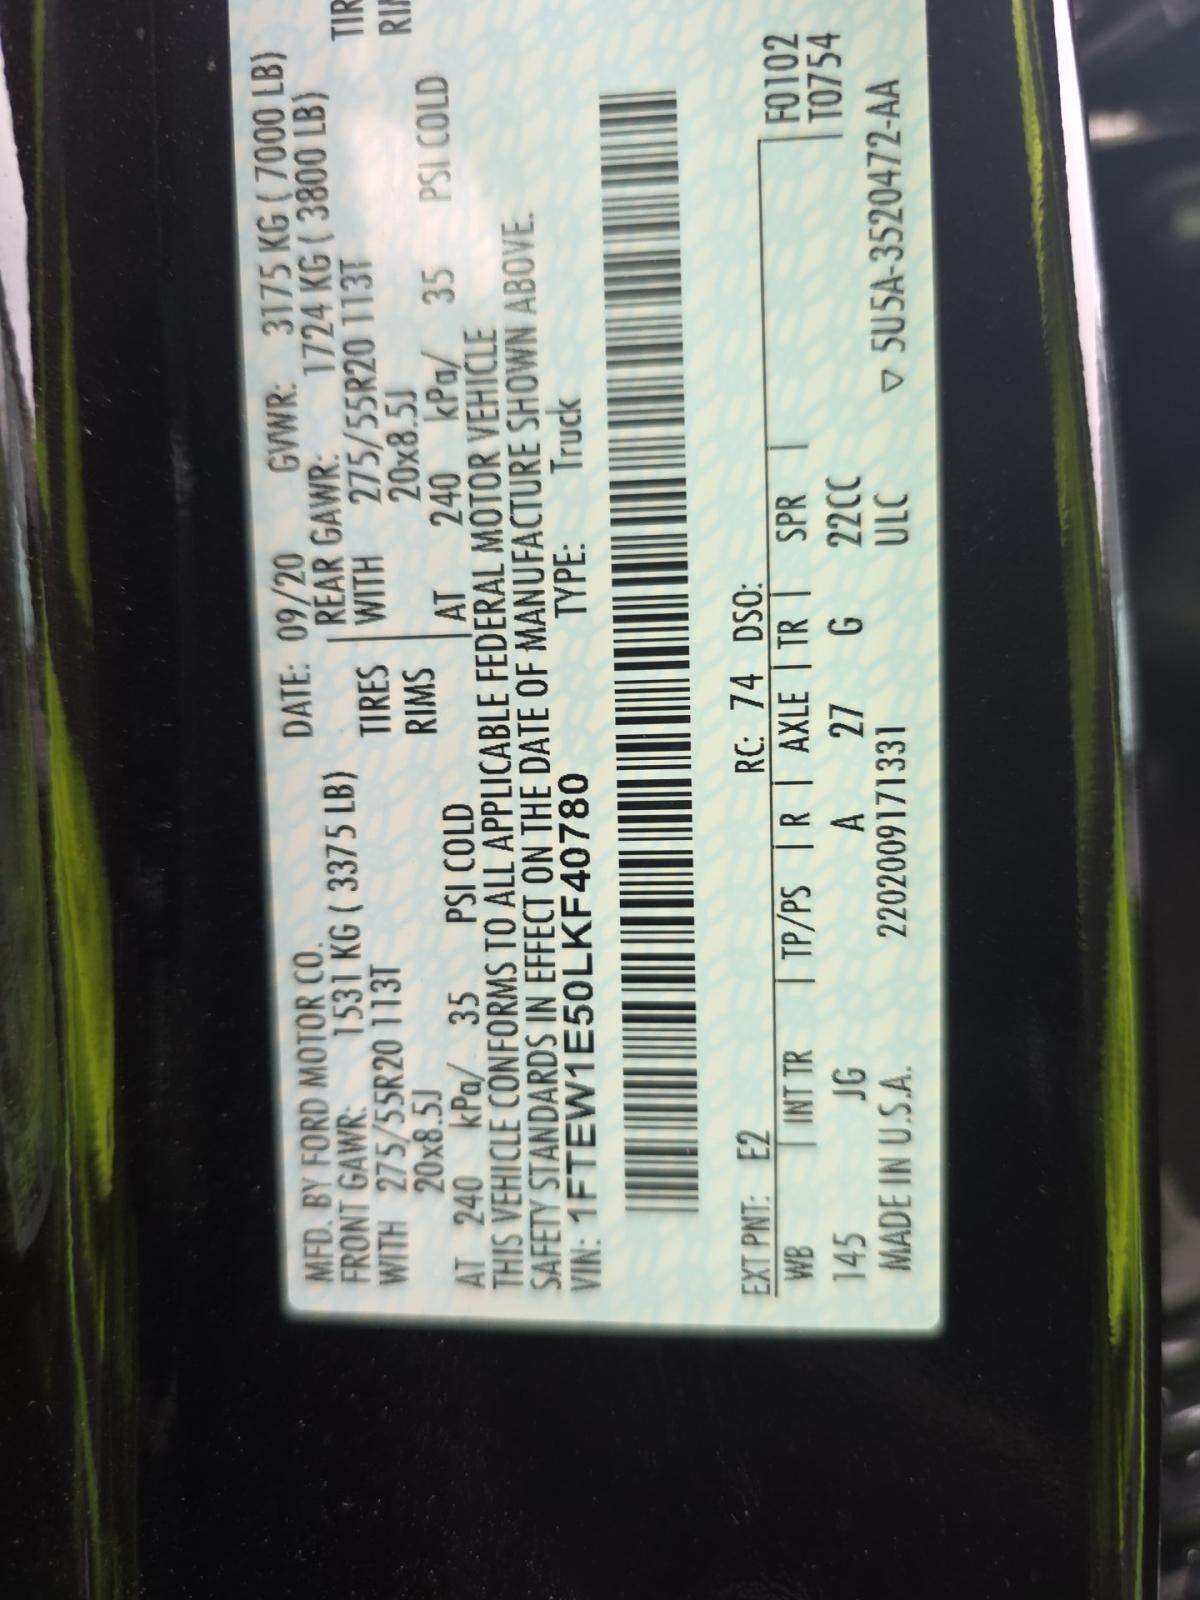 MFD. BY FORD MOTOR CO. DATE: 09/20 GVWR: 3175 KG ( 7000 LB)
FRONT GAWR: 1531 KG ( 3375 LB) REAR GAWR: 1724 KG ( 3800 LB)
WITH 275/55R20 113T TIRES WITH 275/55R20 113T TIR
20x8.5J RIMS 20x8.5J RI
AT 240 kPa/ 35 PSI COLD AT 240 kPa/ 35 PSI COLD
THIS VEHICLE CONFORMS TO ALL APPLICABLE FEDERAL MOTOR VEHICLE
SAFETY STANDARDS IN EFFECT ON THE DATE OF MANUFACTURE SHOWN ABOVE.
VIN: 1FTEW1E50LKF40780 TYPE: Truck
EXT PNT: E2 RC: 74 DSO: F0102
WB | INT TR | TP/PS | R | AXLE | TR | SPR | | T0754
145 JG A 27 G 22CC
MADE IN U.S.A. 2202009171331 ULC ▽ 5U5A-3520472-AA